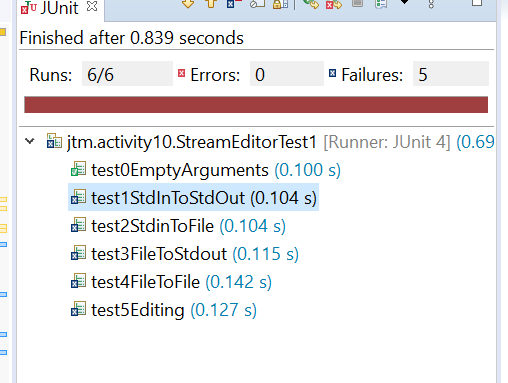 JUnit
Finished after 0.839 seconds
Runs: 6/6 Errors: 0 Failures: 5
jtm.activity10.StreamEditorTest1 [Runner: JUnit 4] (0.69
test0EmptyArguments (0.100 s)
test1StdInToStdOut (0.104 s)
test2StdinToFile (0.104 s)
test3FileToStdout (0.115 s)
test4FileToFile (0.142 s)
test5Editing (0.127 s)